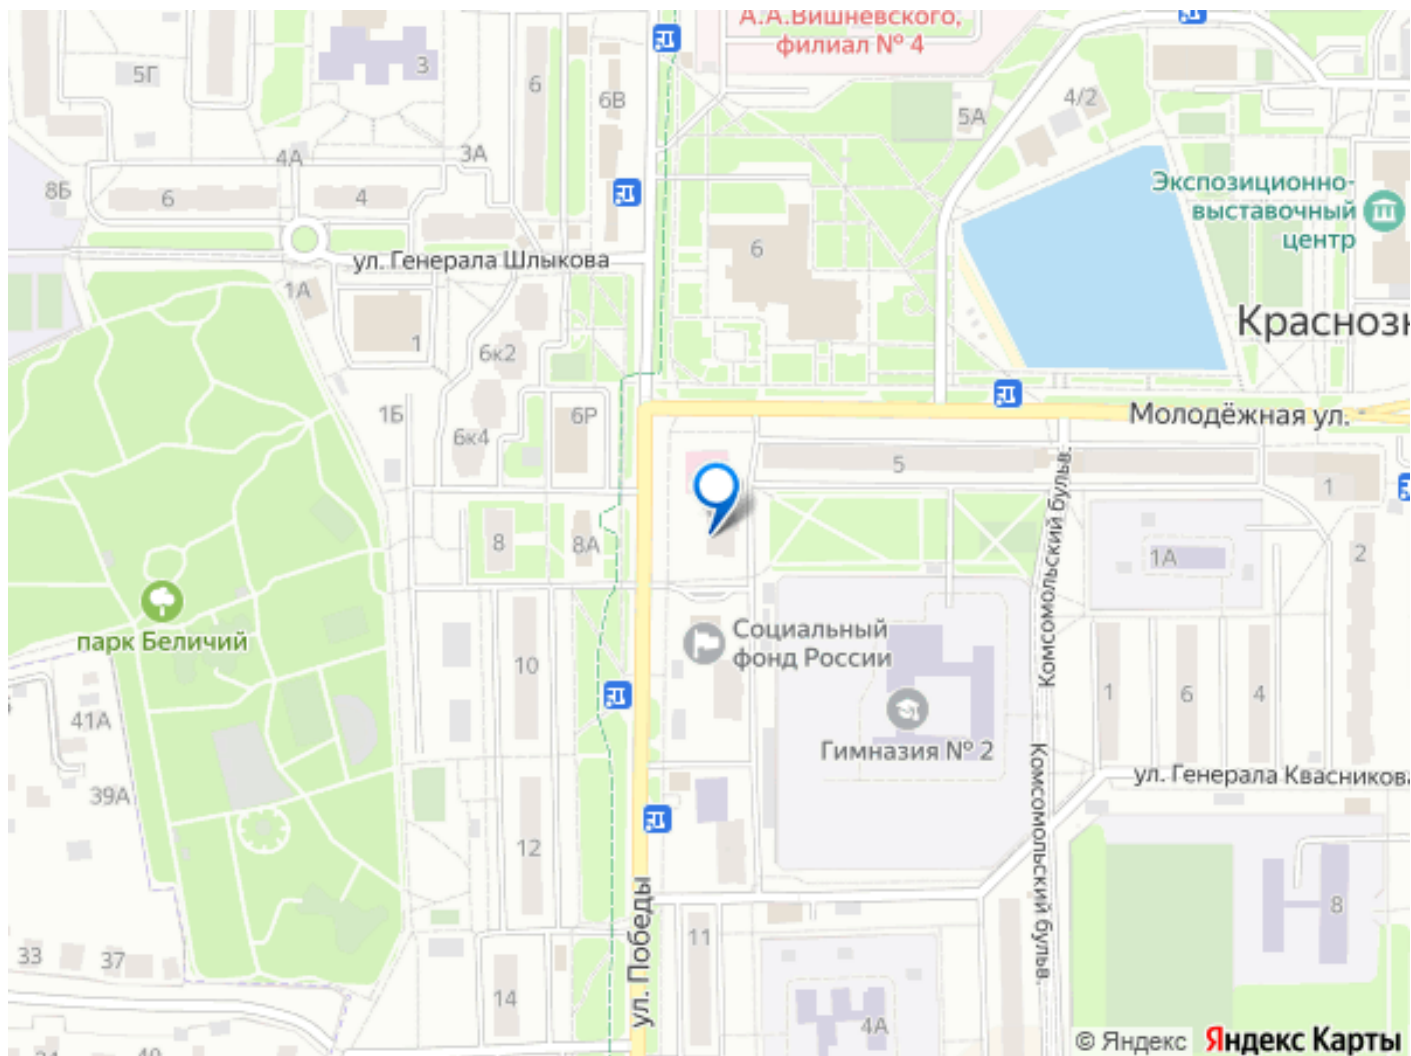 А.А.Вишневского,
филиал № 4
5Г
3
6
6В
5А
4/2
4А
3А
8Б
6
4
Экспозиционно-
выставочный
центр
6
ул. Генерала Шлыкова
1А
1
6к2
Красноз
1Б
6Р
6к4
Молодёжная ул.
5
1
Комсомольский бульв.
8
8А
1А
2
парк Беличий
Социальный
фонд России
10
1
6
4
41А
Гимназия № 2
39А
ул. Генерала Квасникова
12
Комсомольский бульв.
8
ул. Победы
11
33
37
14
4А
40
© Яндекс
Яндекс Карты